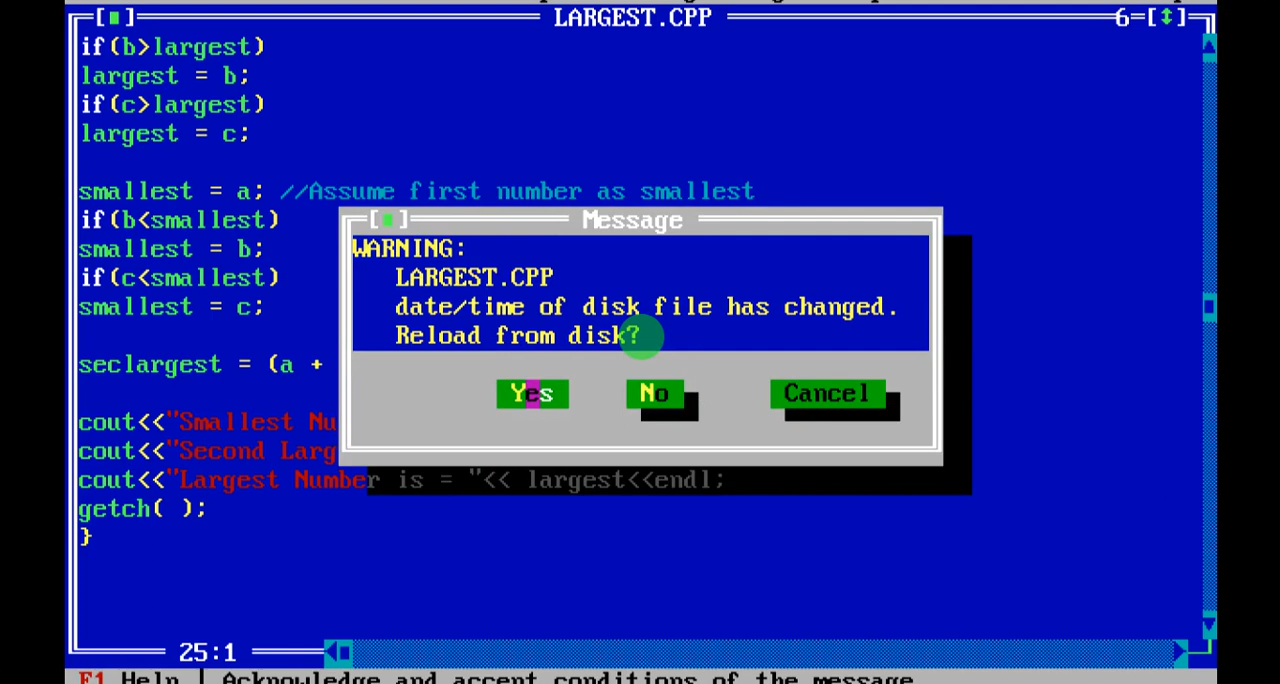 LARGEST.CPP
6=[↕]
if(b>largest)
largest = b;
if(c>largest)
largest = c;
smallest = a; //Assume first number as smallest
if(b<smallest)
smallest = b;
if(c<smallest)
smallest = c;
seclargest = (a +
cout<<"Smallest Nu
cout<<"Second Larg
cout<<"Largest Number is = "<< largest<<endl;
getch( );
}
Message
WARNING:
LARGEST.CPP
date/time of disk file has changed.
Reload from disk?
Yes No Cancel
25:1
F1 Help | Acknowledge and accept conditions of the message